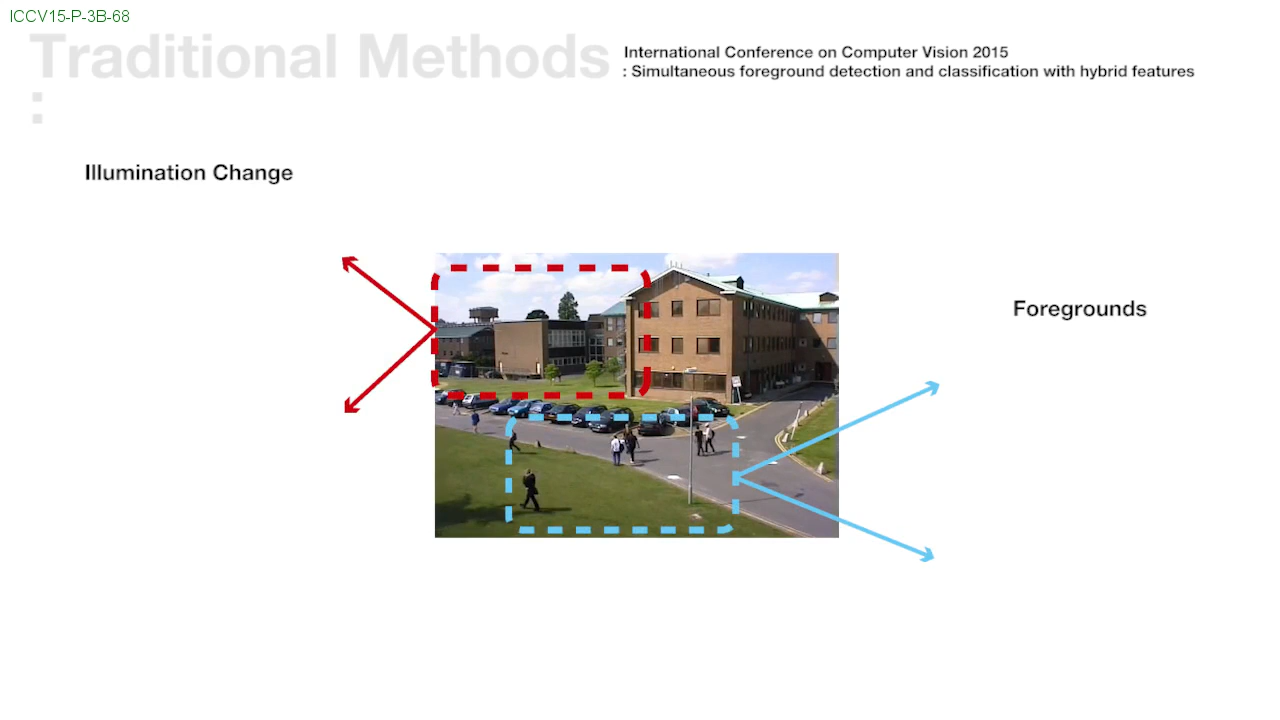 ICCV15-P-3B-68
Traditional Methods
:
International Conference on Computer Vision 2015
: Simultaneous foreground detection and classification with hybrid features
Illumination Change
Foregrounds